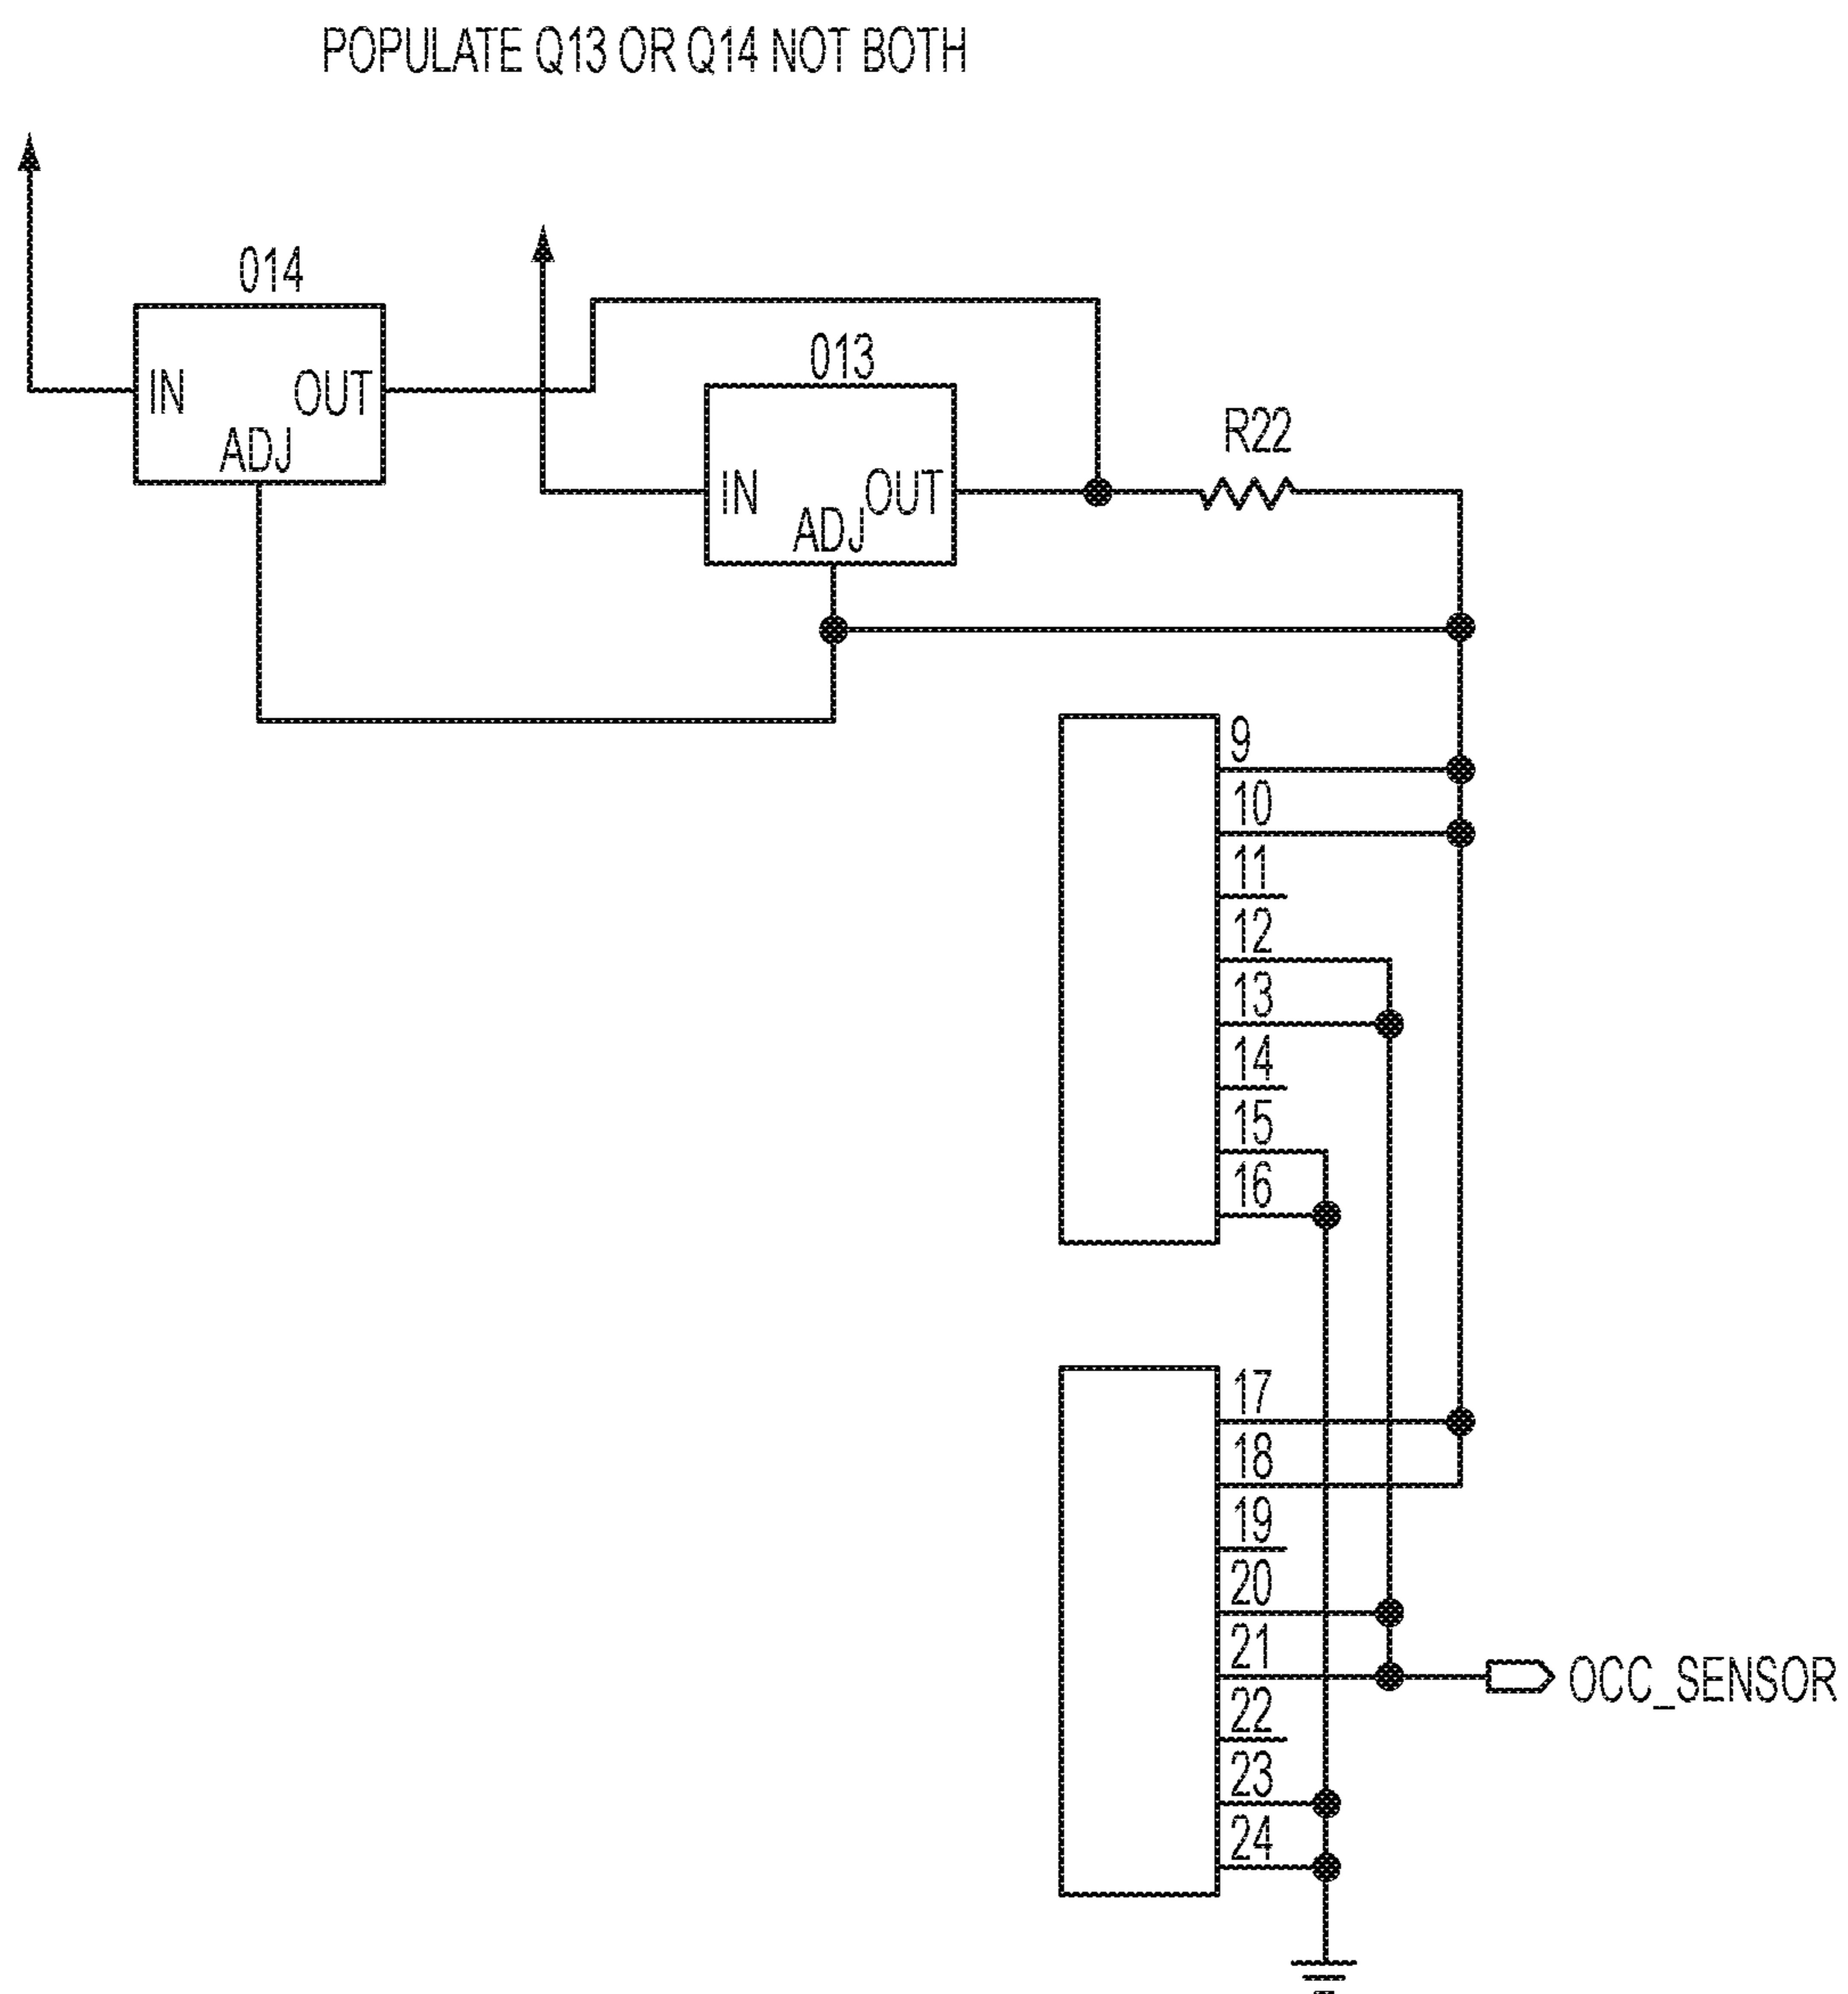 POPULATE Q13 OR Q14 NOT BOTH
014
IN
OUT
ADJ
013
IN
OUT
ADJ
R22
9
10
11
12
13
14
15
16
17
18
19
20
21
OCC_SENSOR
22
23
24